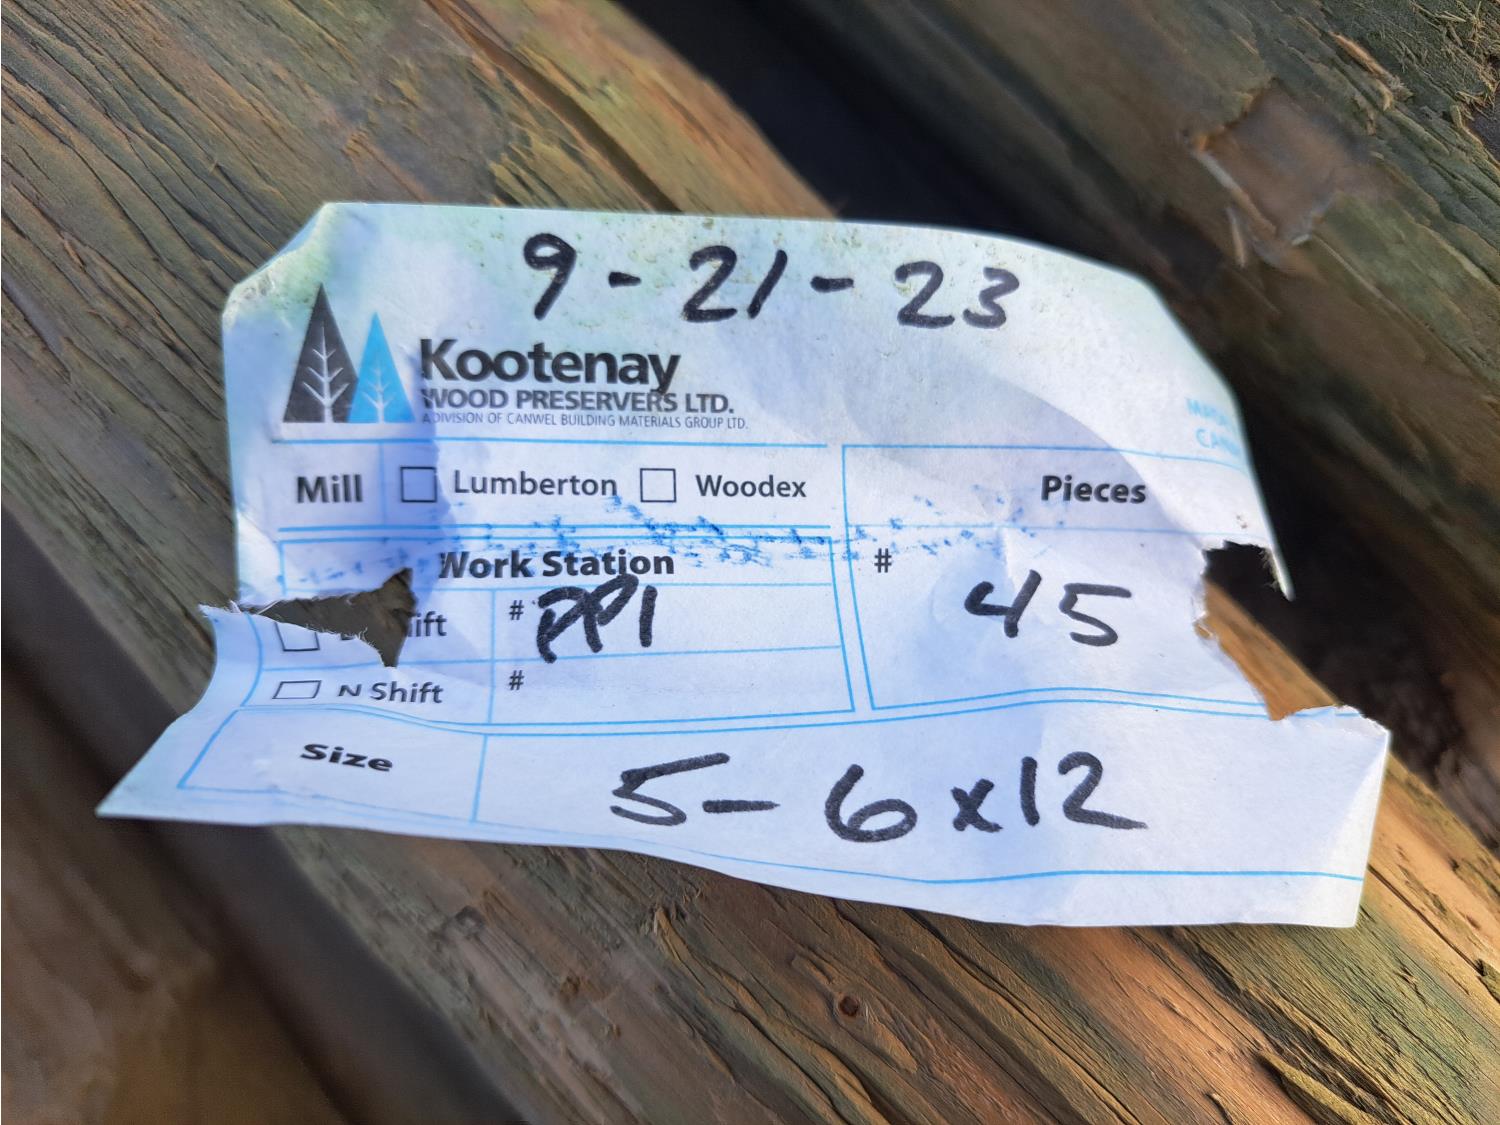 9-21-23
Kootenay
WOOD PRESERVERS LTD.
A DIVISION OF CANWEL BUILDING MATERIALS GROUP LTD.
Mill Lumberton Woodex Pieces
Work Station
# PP1 # 45
N Shift #
Size 5-6x12